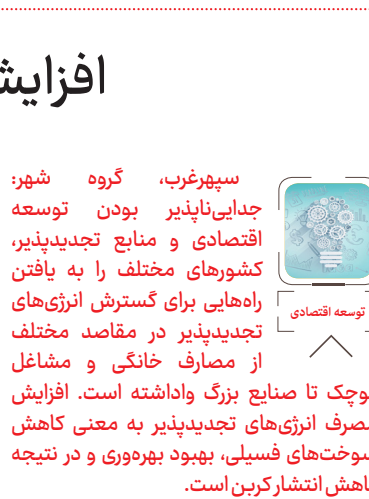 افزایش
سپهرغرب، گروه شهر:
جدایی‌ناپذیر بودن توسعه
اقتصادی و منابع تجدیدپذیر،
کشورهای مختلف را به یافتن
راه‌هایی برای گسترش انرژی‌های
تجدیدپذیر در مقاصد مختلف
از مصارف خانگی و مشاغل
توسعه اقتصادی
کوچک تا صنایع بزرگ واداشته است. افزایش
مصرف انرژی‌های تجدیدپذیر به معنی کاهش
سوخت‌های فسیلی، بهبود بهره‌وری و در نتیجه
کاهش انتشار کربن است.